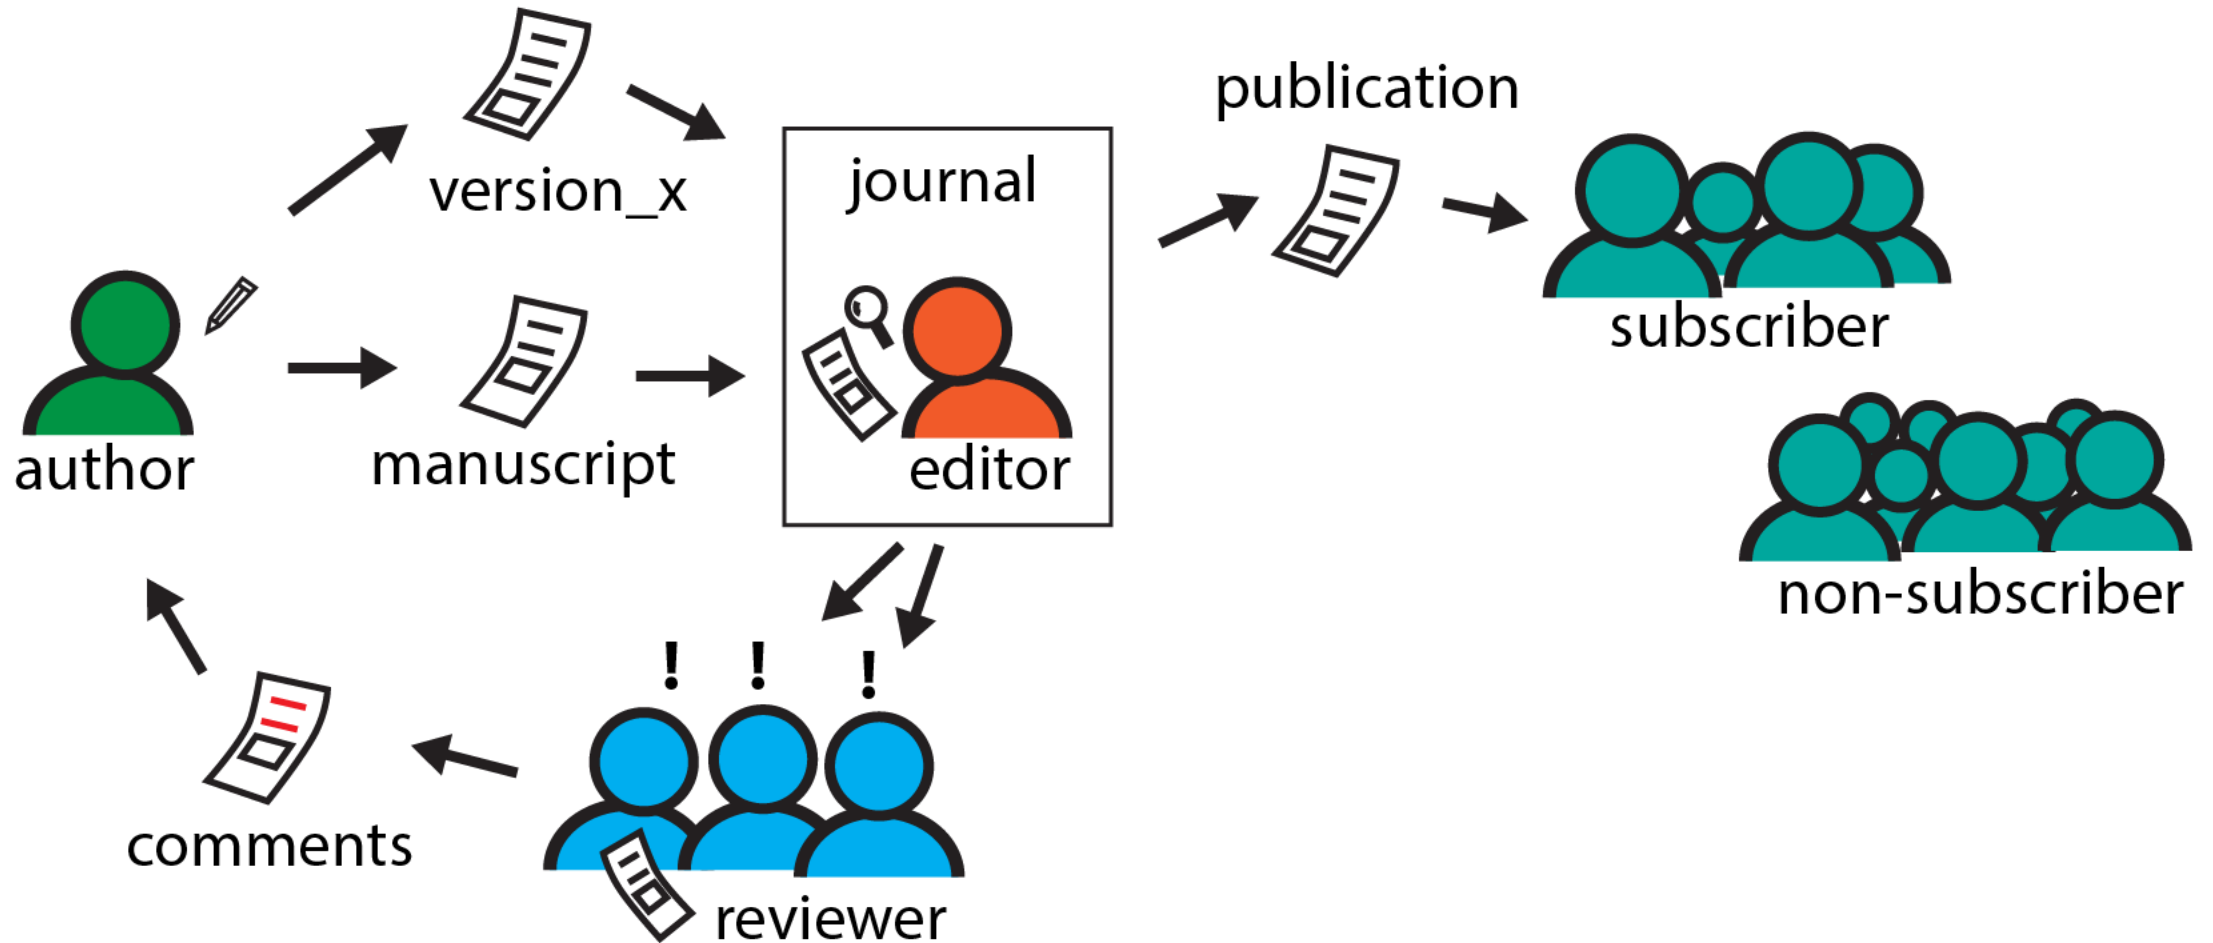 version_x
journal
publication
subscriber
author
manuscript
editor
non-subscriber
! ! !
comments
reviewer